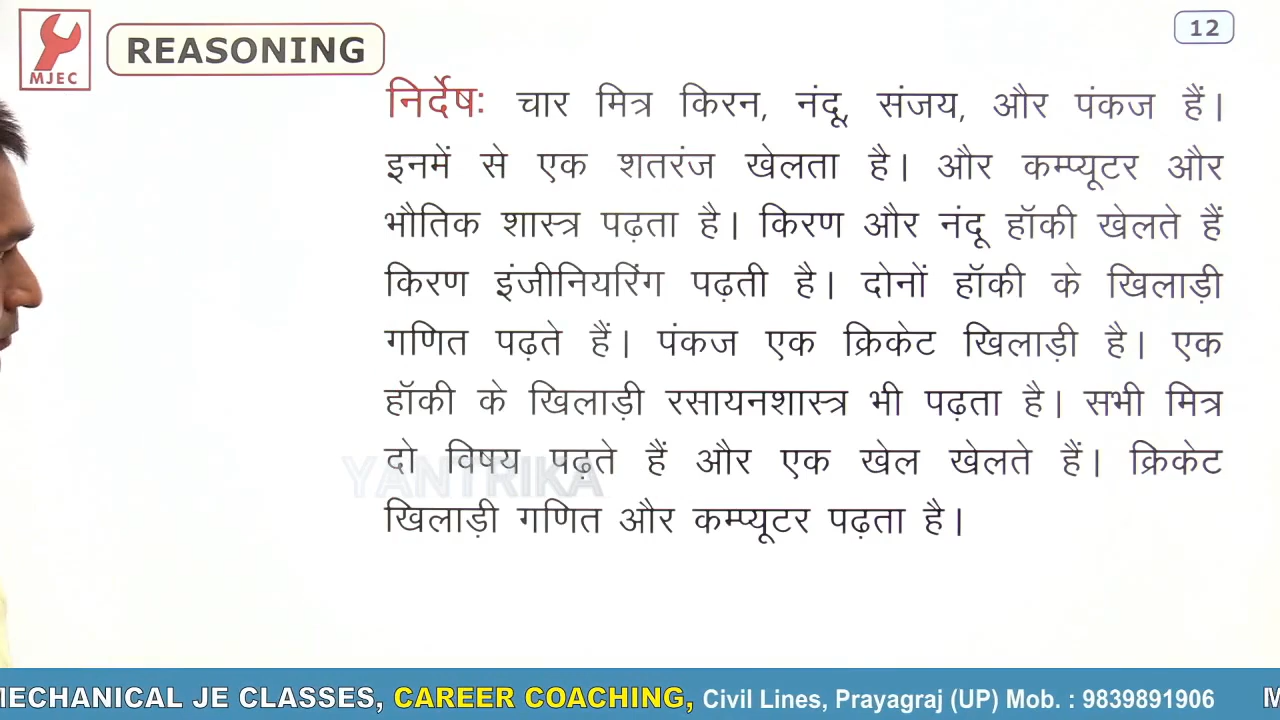 MJEC
REASONING
12
निर्देषः चार मित्र किरन, नंदू, संजय, और पंकज हैं।
इनमें से एक शतरंज खेलता है। और कम्प्यूटर और
भौतिक शास्त्र पढ़ता है। किरण और नंदू हॉकी खेलते हैं
किरण इंजीनियरिंग पढ़ती है। दोनों हॉकी के खिलाड़ी
गणित पढ़ते हैं। पंकज एक क्रिकेट खिलाड़ी है। एक
हॉकी के खिलाड़ी रसायनशास्त्र भी पढ़ता है। सभी मित्र
दो विषय पढ़ते हैं और एक खेल खेलते हैं। क्रिकेट
YANTRIKA
खिलाड़ी गणित और कम्प्यूटर पढ़ता है।
MECHANICAL JE CLASSES, CAREER COACHING, Civil Lines, Prayagraj (UP) Mob. : 9839891906 M